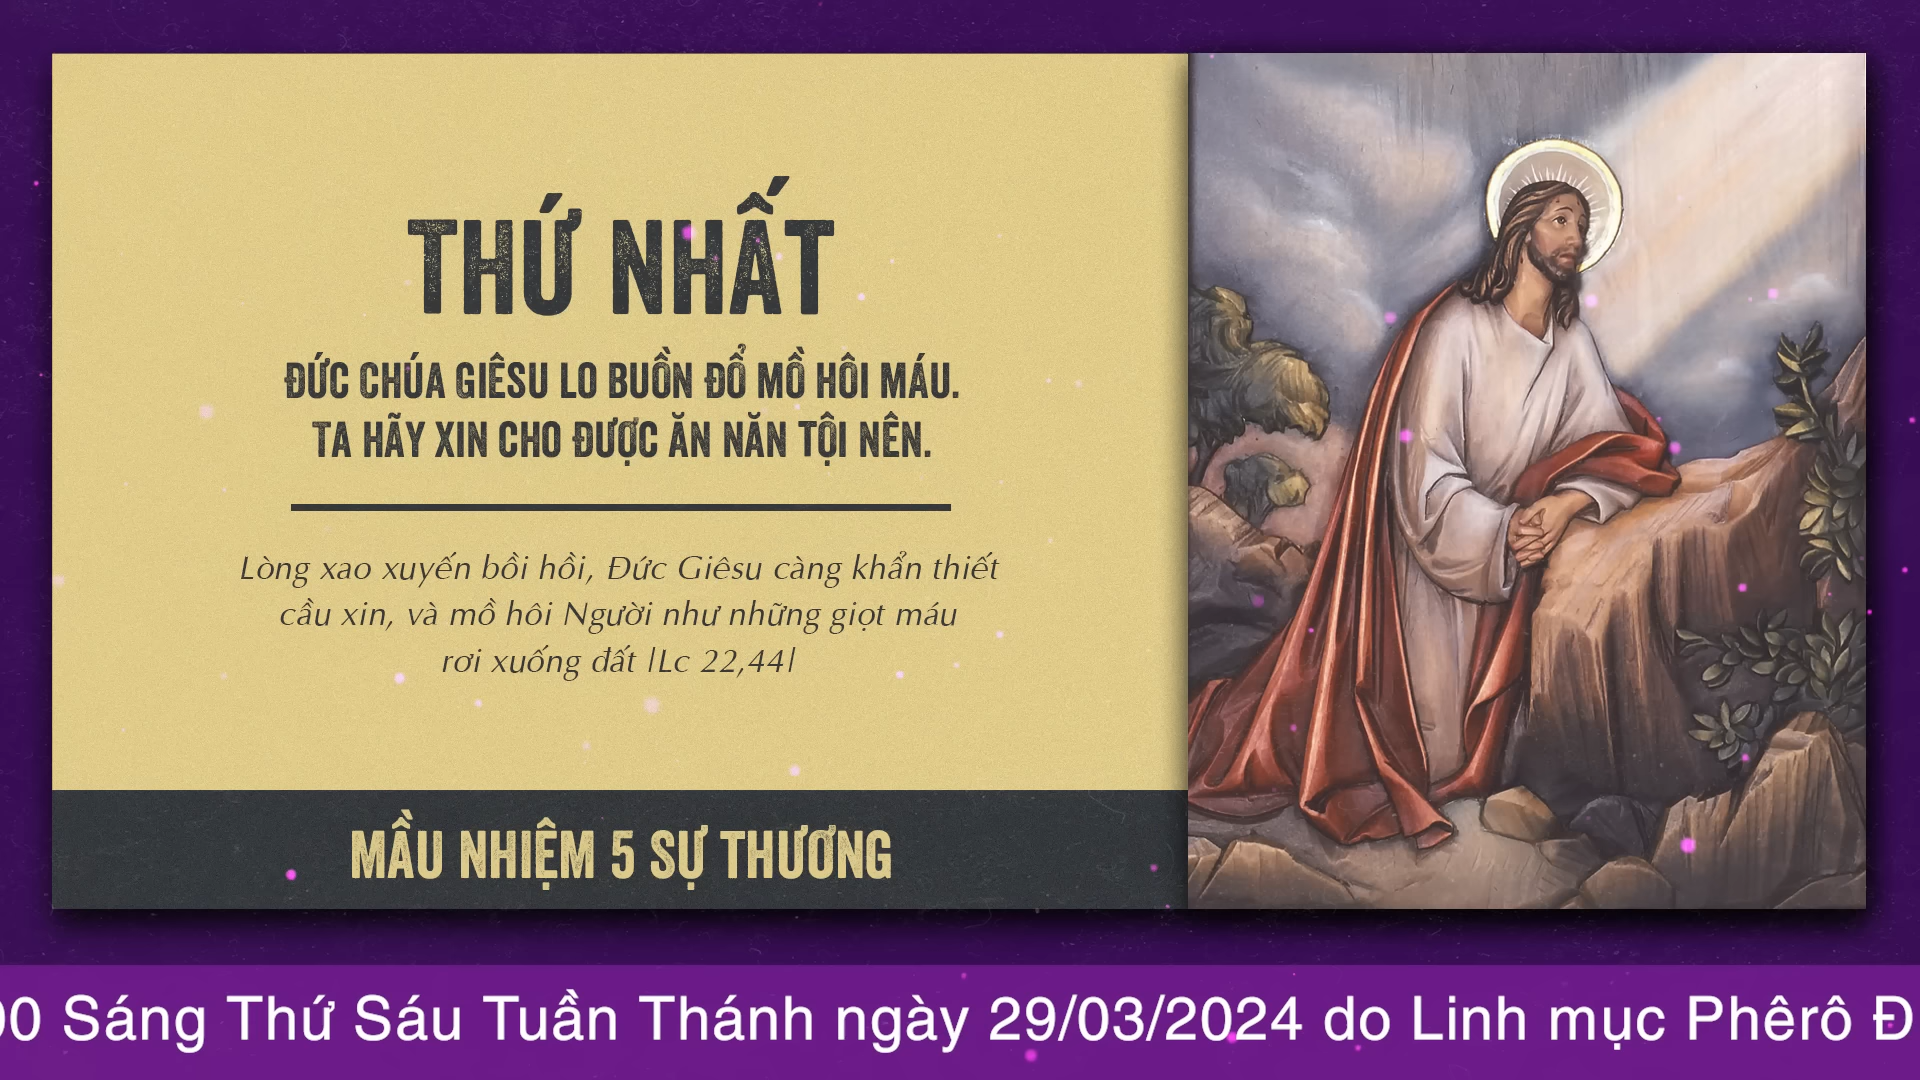 THỨ NHẤT
ĐỨC CHÚA GIÊSU LO BUỒN ĐỔ MỒ HÔI MÁU.
TA HÃY XIN CHO ĐƯỢC ĂN NĂN TỘI NÊN.
Lòng xao xuyến bồi hồi, Đức Giêsu càng khẩn thiết
cầu xin, và mồ hôi Người như những giọt máu
rơi xuống đất |Lc 22,44|
MẦU NHIỆM 5 SỰ THƯƠNG
00 Sáng Thứ Sáu Tuần Thánh ngày 29/03/2024 do Linh mục Phêrô Đ